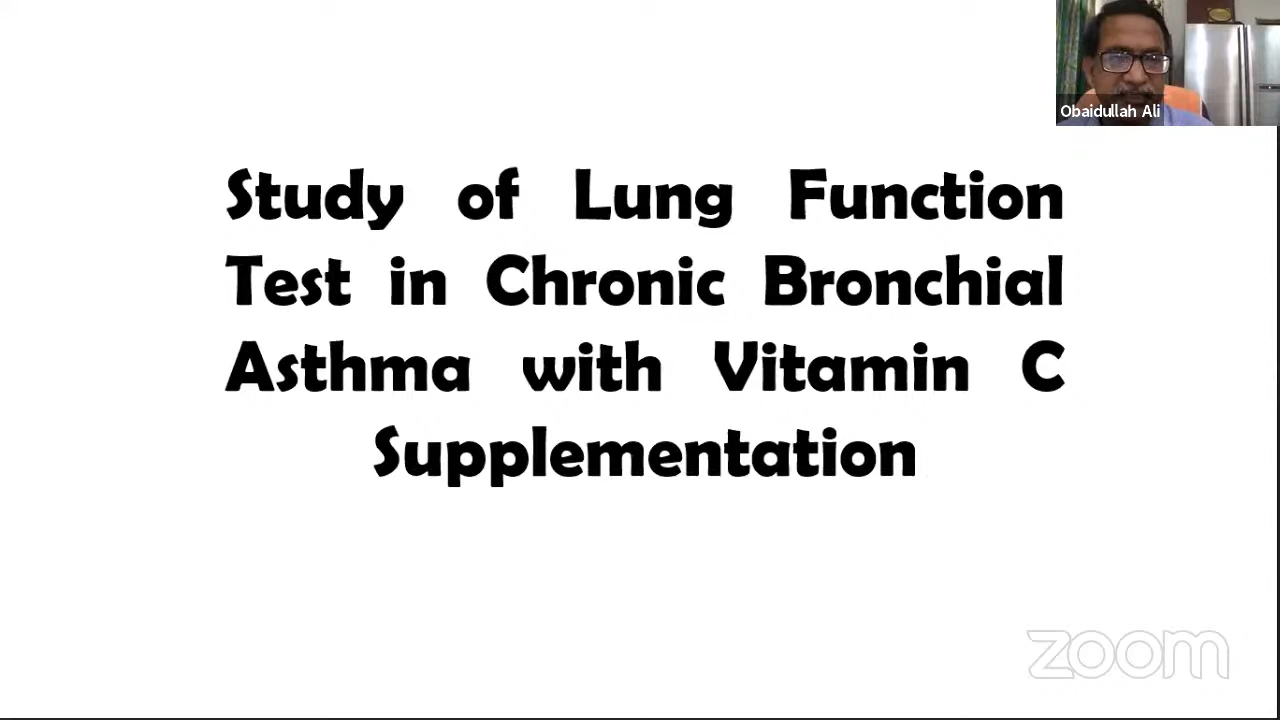 Obaidullah Ali
Study of Lung Function
Test in Chronic Bronchial
Asthma with Vitamin C
Supplementation
zoom